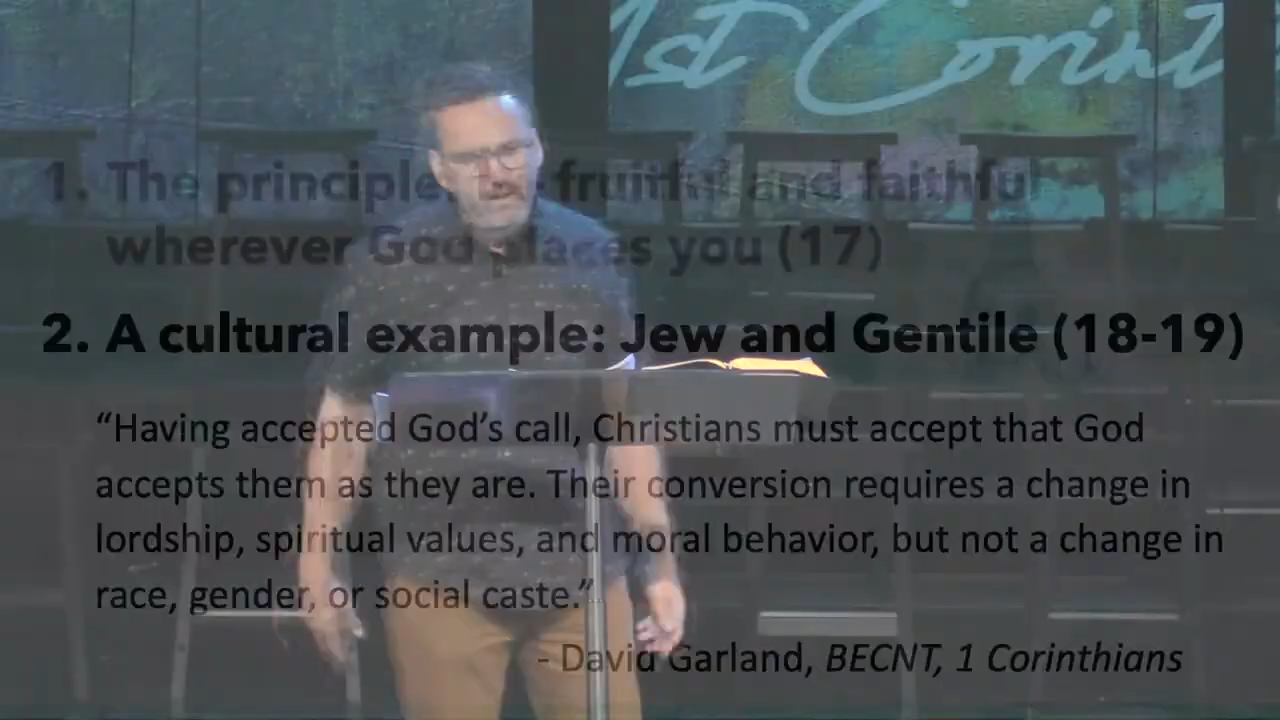 1st Corint
1. The principle: Be fruitful and faithful
wherever God places you (17)
2. A cultural example: Jew and Gentile (18-19)
“Having accepted God’s call, Christians must accept that God
accepts them as they are. Their conversion requires a change in
lordship, spiritual values, and moral behavior, but not a change in
race, gender, or social caste.”
- David Garland, BECNT, 1 Corinthians